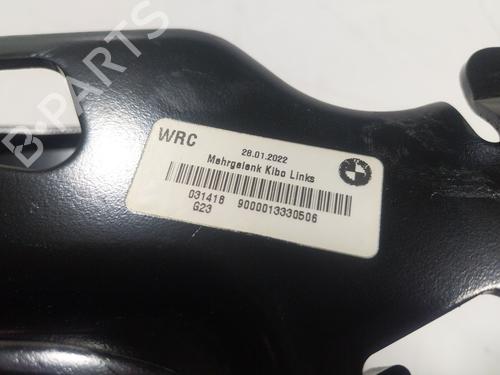 B-PARTS
WRC
28.01.2022
Mehrgelenk Kibo Links
031418 9000013330506
G23